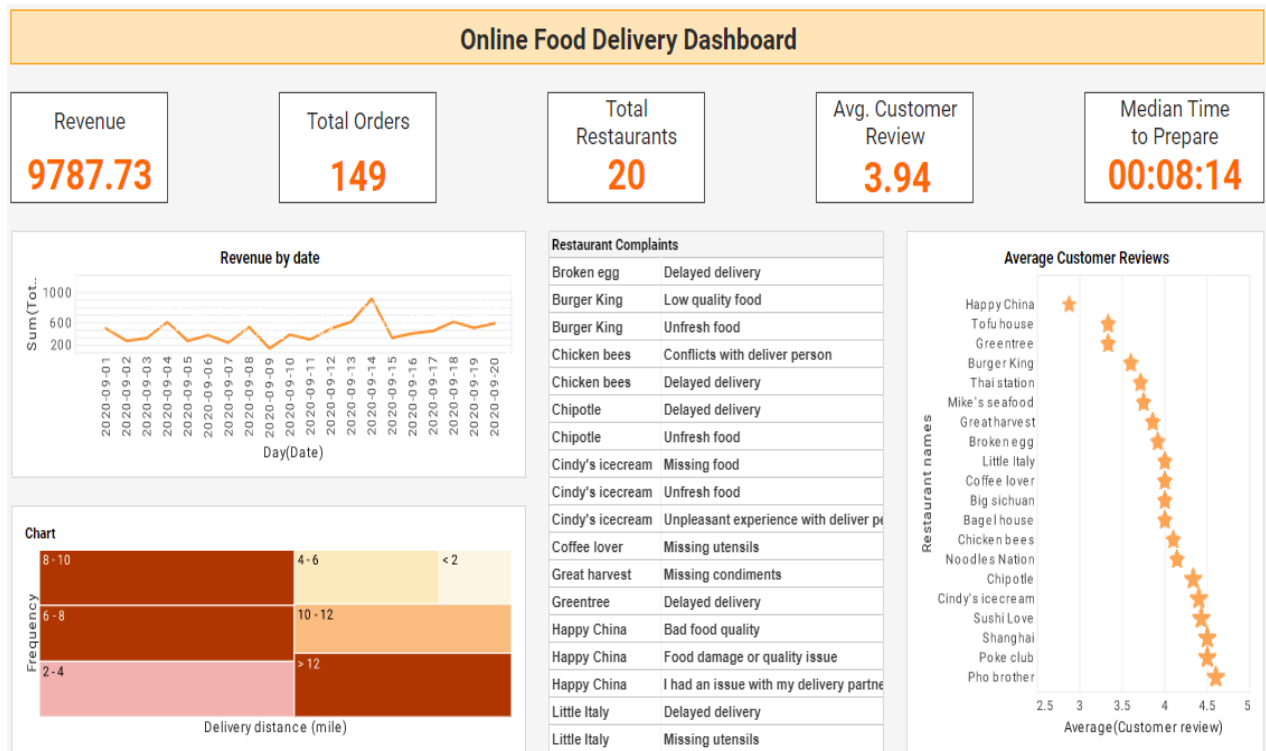 Online Food Delivery Dashboard
Revenue
9787.73
Total Orders
149
Total
Restaurants
20
Avg. Customer
Review
3.94
Median Time
to Prepare
00:08:14
Revenue by date
Sum(Tot..
1000
600
200
2020-09-01
2020-09-02
2020-09-03
2020-09-04
2020-09-05
2020-09-06
2020-09-07
2020-09-08
2020-09-09
2020-09-10
2020-09-11
2020-09-12
2020-09-13
2020-09-14
2020-09-15
2020-09-16
2020-09-17
2020-09-18
2020-09-19
2020-09-20
Day(Date)
Chart
Frequency
8 - 10
4 - 6
< 2
6 - 8
10 - 12
2 - 4
> 12
Delivery distance (mile)
Restaurant Complaints
Broken egg Delayed delivery
Burger King Low quality food
Burger King Unfresh food
Chicken bees Conflicts with deliver person
Chicken bees Delayed delivery
Chipotle Delayed delivery
Chipotle Unfresh food
Cindy's icecream Missing food
Cindy's icecream Unfresh food
Cindy's icecream Unpleasant experience with deliver pe
Coffee lover Missing utensils
Great harvest Missing condiments
Greentree Delayed delivery
Happy China Bad food quality
Happy China Food damage or quality issue
Happy China I had an issue with my delivery partne
Little Italy Delayed delivery
Little Italy Missing utensils
Average Customer Reviews
Restaurant names
Happy China
Tofu house
Greentree
Burger King
Thai station
Mike's seafood
Great harvest
Broken egg
Little Italy
Coffee lover
Big sichuan
Bagel house
Chicken bees
Noodles Nation
Chipotle
Cindy's icecream
Sushi Love
Shanghai
Poke club
Pho brother
2.5 3 3.5 4 4.5 5
Average(Customer review)